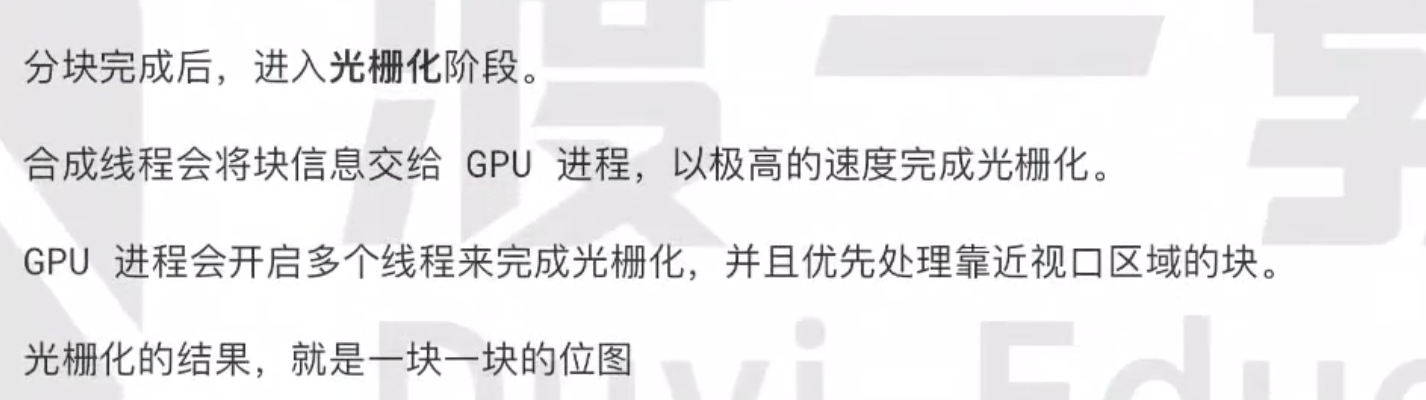 分块完成后，进入光栅化阶段。
合成线程会将块信息交给 GPU 进程，以极高的速度完成光栅化。
GPU 进程会开启多个线程来完成光栅化，并且优先处理靠近视口区域的块。
光栅化的结果，就是一块一块的位图